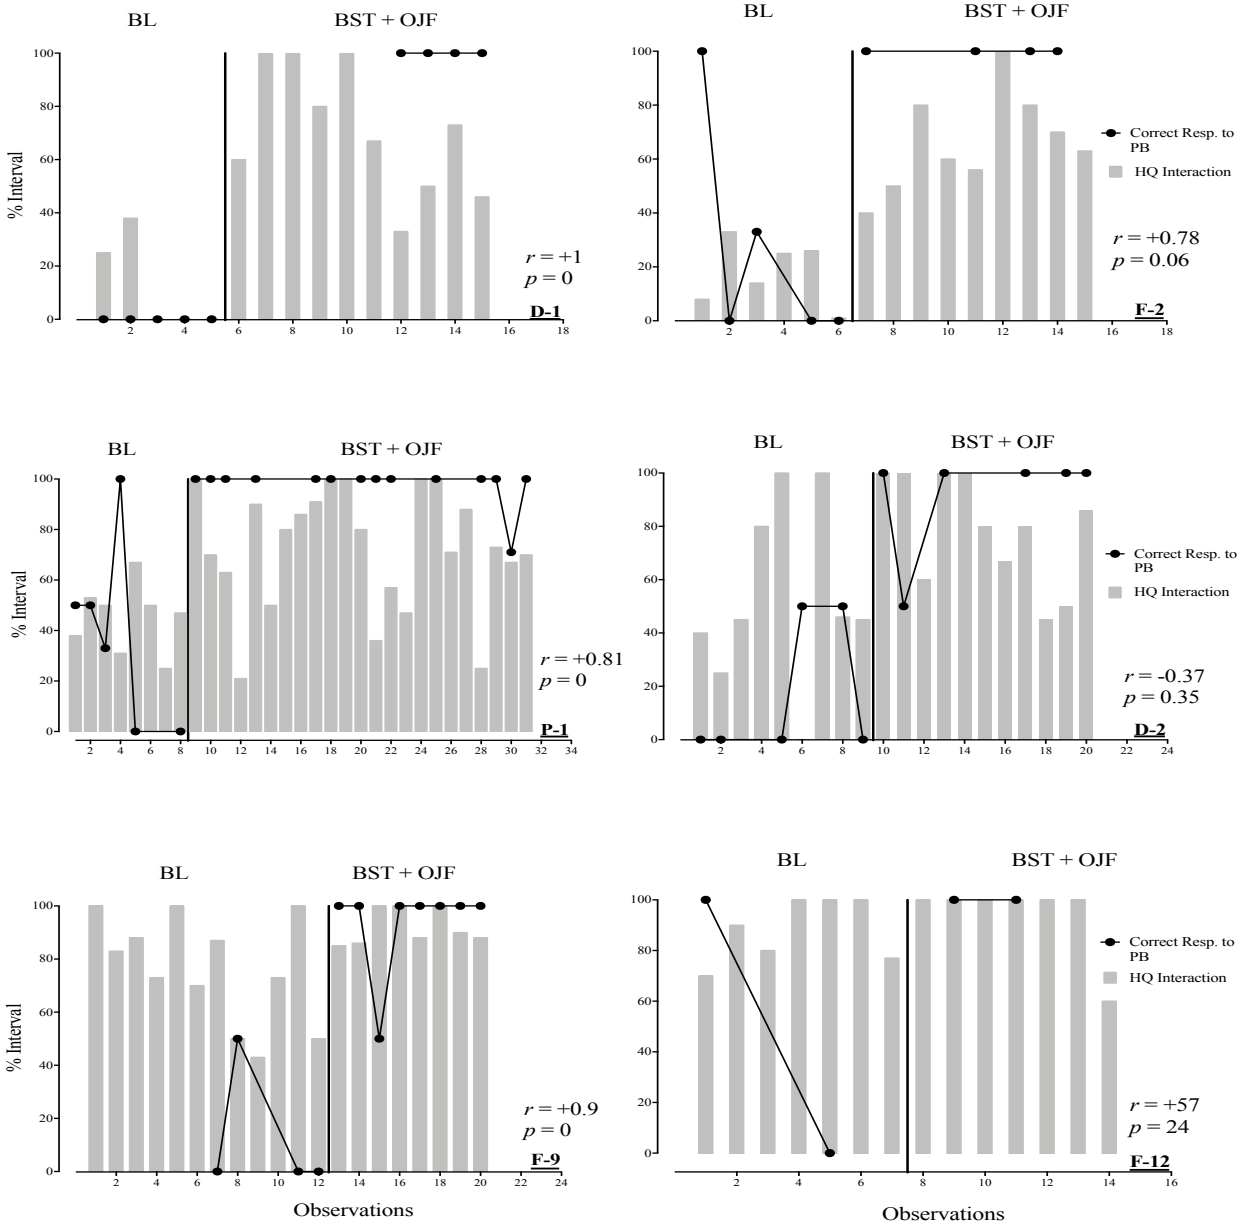 BL
BST + OJF
% Interval
100
80
60
40
20
0
2
4
6
8
10
12
14
16
18
r = +1
p = 0
D-1
BL
BST + OJF
100
80
60
40
20
0
2
4
6
8
10
12
14
16
18
Correct Resp. to
PB
HQ Interaction
r = +0.78
p = 0.06
F-2
BL
BST + OJF
% Interval
100
80
60
40
20
0
2
4
6
8
10
12
14
16
18
20
22
24
26
28
30
32
34
r = +0.81
p = 0
P-1
BL
BST + OJF
100
80
60
40
20
0
2
4
6
8
10
12
14
16
18
20
22
24
Correct Resp. to
PB
HQ Interaction
r = -0.37
p = 0.35
D-2
BL
BST + OJF
% Interval
100
80
60
40
20
0
2
4
6
8
10
12
14
16
18
20
22
24
r = +0.9
p = 0
F-9
Observations
BL
BST + OJF
100
80
60
40
20
0
2
4
6
8
10
12
14
16
Correct Resp. to
PB
HQ Interaction
r = +57
p = 24
F-12
Observations